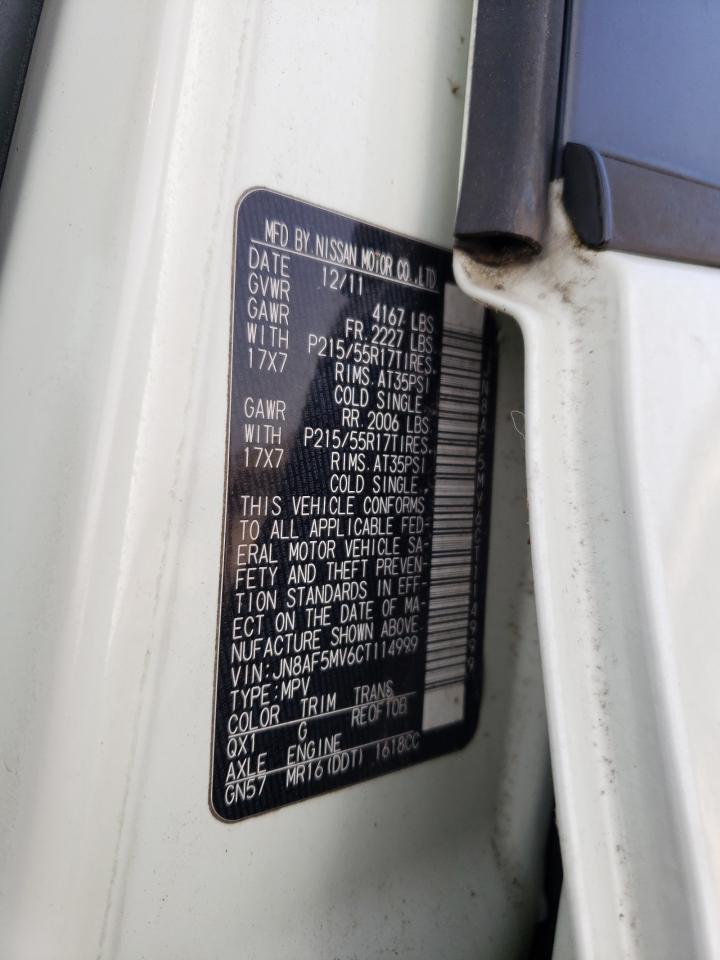 MFD BY.NISSAN MOTOR CO.,LTD
DATE 12/11
GVWR 4167 LBS
GAWR FR.2227 LBS
WITH P215/55R17TIRES,
17X7 RIMS.AT35PSI
COLD SINGLE.,
GAWR RR.2006 LBS
WITH P215/55R17TIRES,
17X7 RIMS.AT35PSI
COLD SINGLE.,
THIS VEHICLE CONFORMS
TO ALL APPLICABLE FED-
ERAL MOTOR VEHICLE SA-
FETY AND THEFT PREVEN-
TION STANDARDS IN EFF-
ECT ON THE DATE OF MA-
NUFACTURE SHOWN ABOVE.
VIN:JN8AF5MV6CT114999
TYPE:MPV
COLOR TRIM TRANS
QX1 G REOFTOB
AXLE ENGINE
GN57 MR16(DDT) 1618CC
JN8AF5MV6CT114999